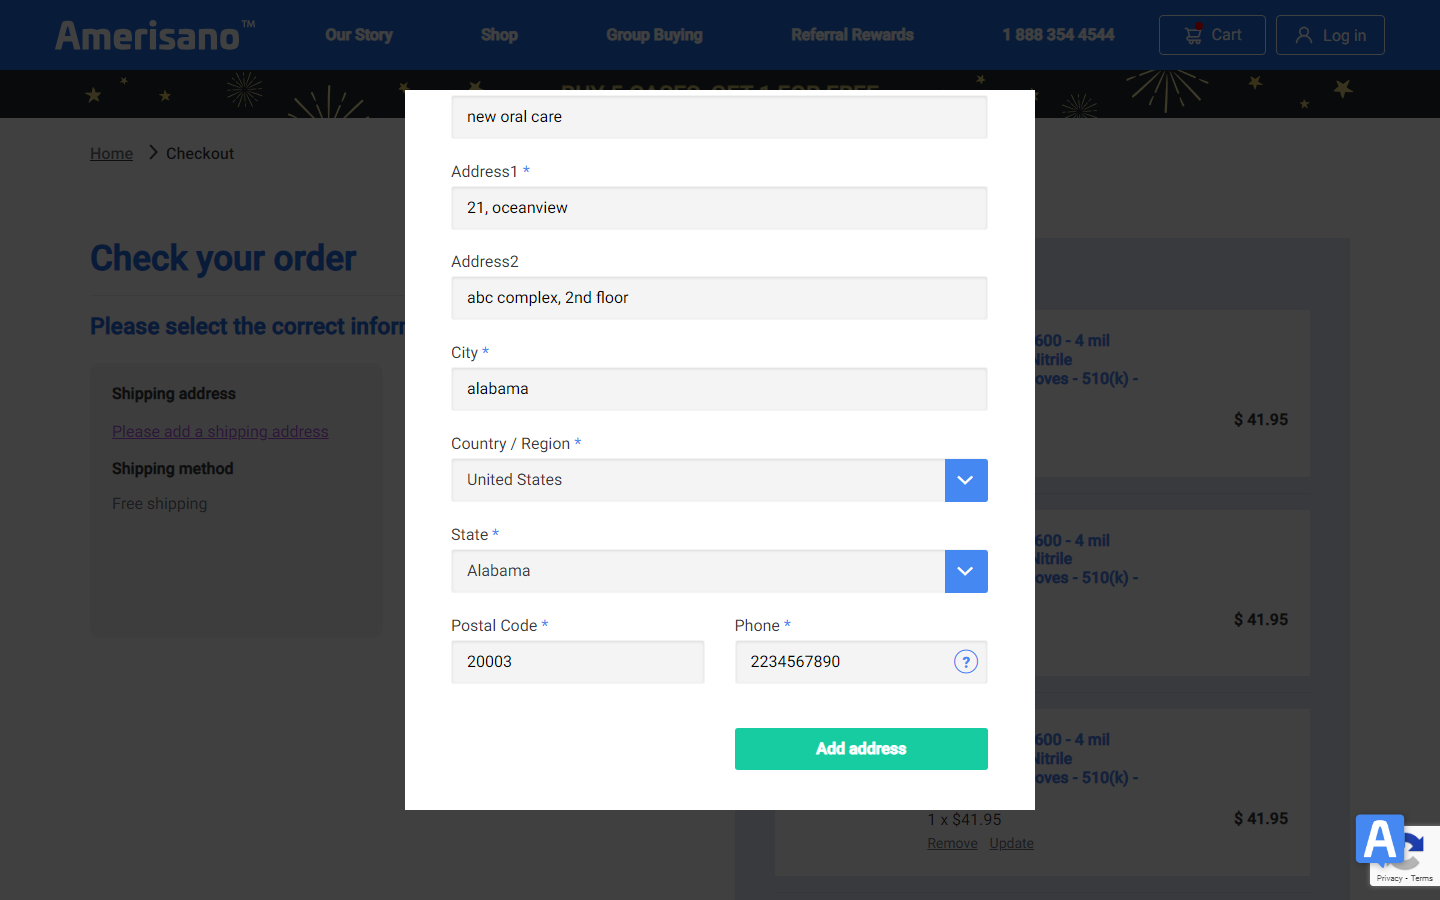 Amerisano™
Our Story
Shop
Group Buying
Referral Rewards
1 888 354 4544
Cart
Log in
BUY 5 CASES, GET 1 FOR FREE
Home
Checkout
new oral care
Address1 *
21, oceanview
Address2
abc complex, 2nd floor
City *
alabama
Country / Region *
United States
State *
Alabama
Postal Code *
Phone *
20003
2234567890
?
Add address
Check your order
Please select the correct
Shipping address
Please add a shipping address
Shipping method
Free shipping
600 - 4 mil
Nitrile
oves - 510(k) -
$ 41.95
600 - 4 mil
Nitrile
oves - 510(k) -
$ 41.95
600 - 4 mil
Nitrile
oves - 510(k) -
$ 41.95
1 x $41.95
Remove
Update
A
Privacy - Terms